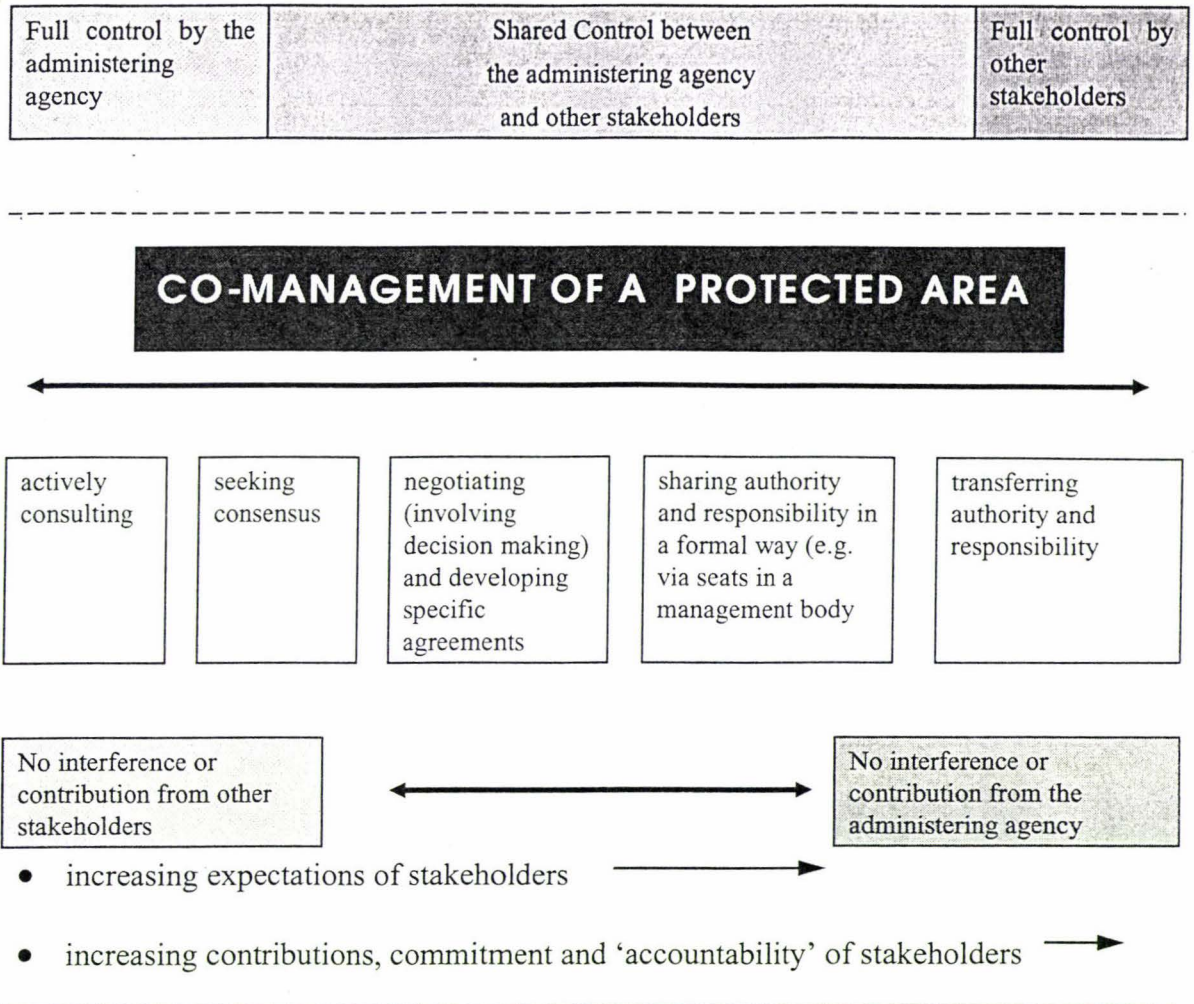 Full control by the
administering
agency
Shared Control between
the administering agency
and other stakeholders
Full control by
other
stakeholders
CO-MANAGEMENT OF A PROTECTED AREA
actively
consulting
seeking
consensus
negotiating
(involving
decision making)
and developing
specific
agreements
sharing authority
and responsibility in
a formal way (e.g.
via seats in a
management body
transferring
authority and
responsibility
No interference or
contribution from other
stakeholders
No interference or
contribution from the
administering agency
• increasing expectations of stakeholders
• increasing contributions, commitment and ‘accountability’ of stakeholders